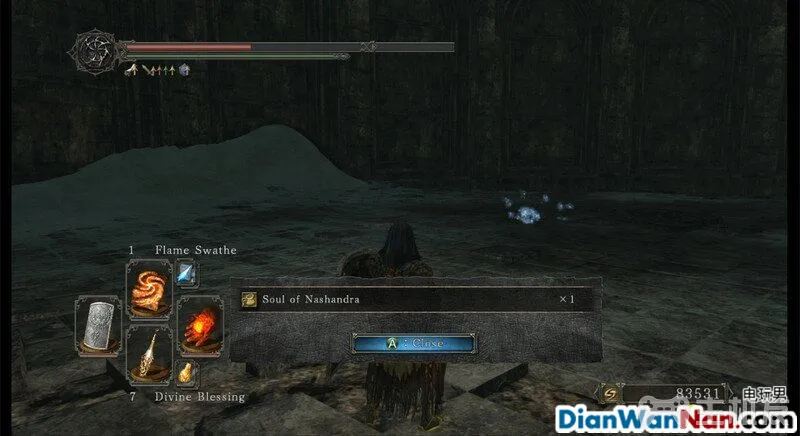 1 Flame Swathe
Soul of Nashandra ×1
A : Close
7 Divine Blessing
83531
电玩男
DianWanNan.com